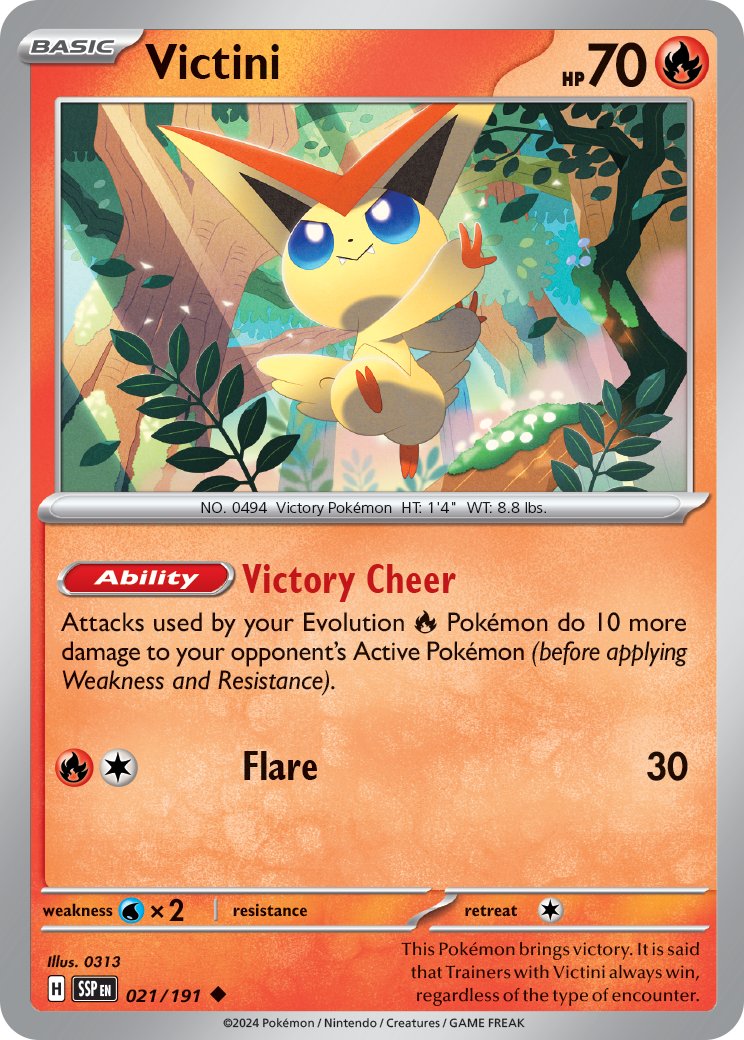 BASIC Victini HP 70
NO. 0494 Victory Pokémon HT: 1'4" WT: 8.8 lbs.
Ability Victory Cheer
Attacks used by your Evolution Pokémon do 10 more
damage to your opponent's Active Pokémon (before applying
Weakness and Resistance).
Flare 30
weakness ×2 resistance retreat
Illus. 0313
This Pokémon brings victory. It is said
that Trainers with Victini always win,
regardless of the type of encounter.
H SSP EN 021/191
©2024 Pokémon / Nintendo / Creatures / GAME FREAK